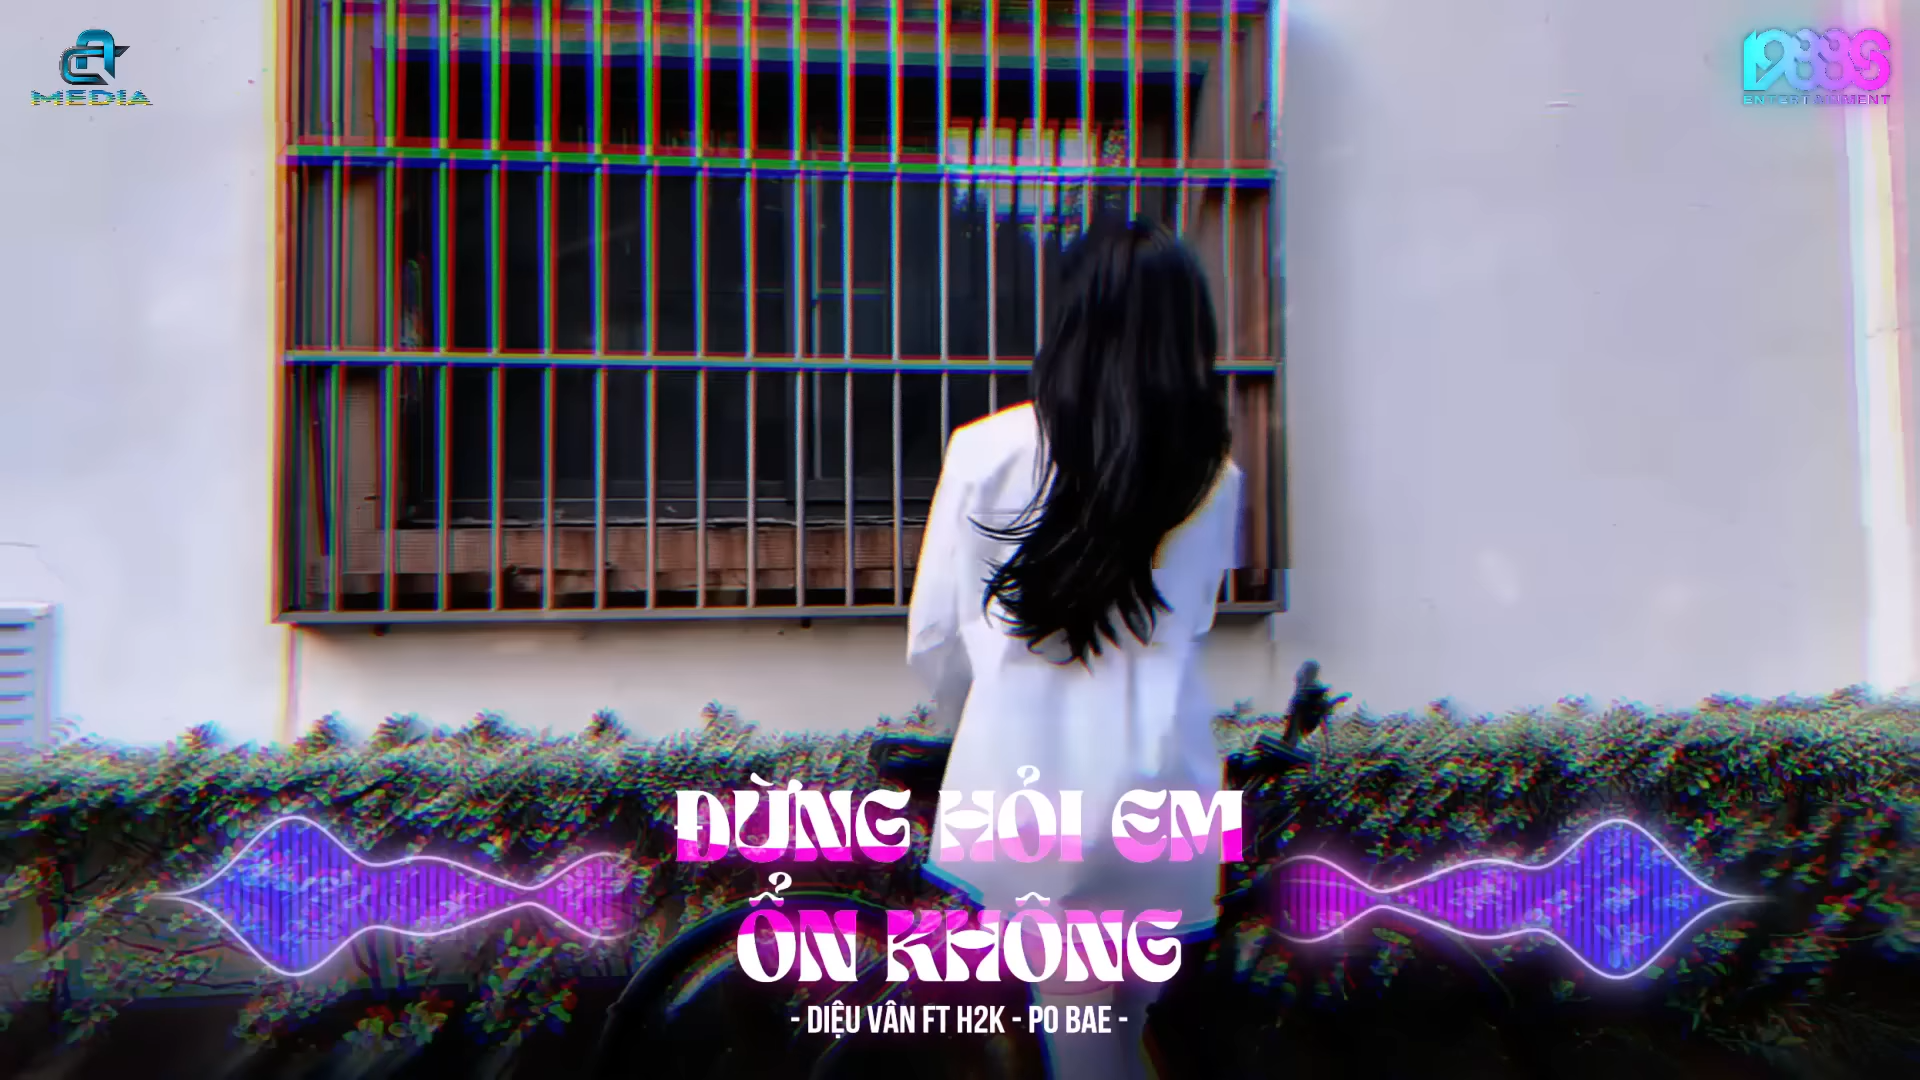 MEDIA
1988S
ENTERTAINMENT
ĐỪNG HỎI EM
ỔN KHÔNG
- DIỆU VÂN FT H2K - PO BAE -